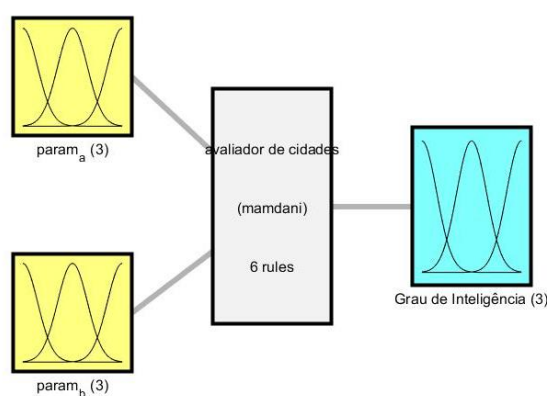 param_a (3)
avaliador de cidades
(mamdani)
6 rules
Grau de Inteligência (3)
param_b (3)